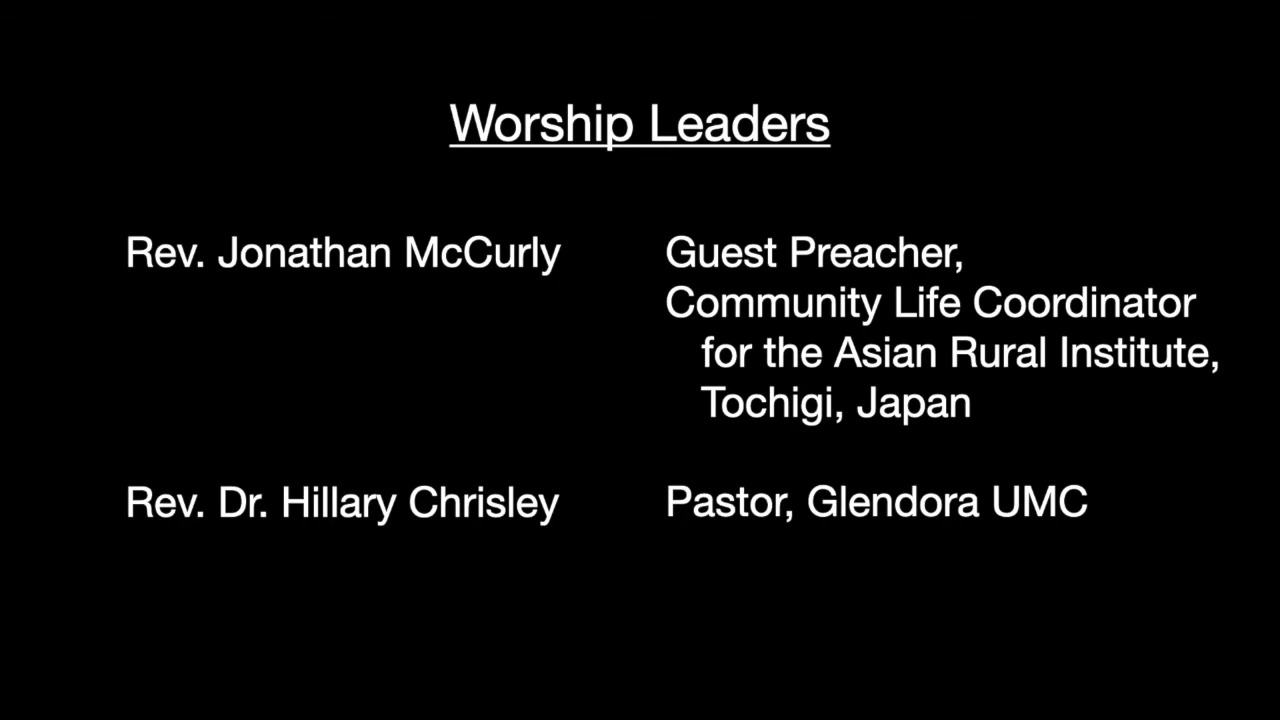 Worship Leaders
Rev. Jonathan McCurly
Guest Preacher,
Community Life Coordinator
for the Asian Rural Institute,
Tochigi, Japan
Rev. Dr. Hillary Chrisley
Pastor, Glendora UMC